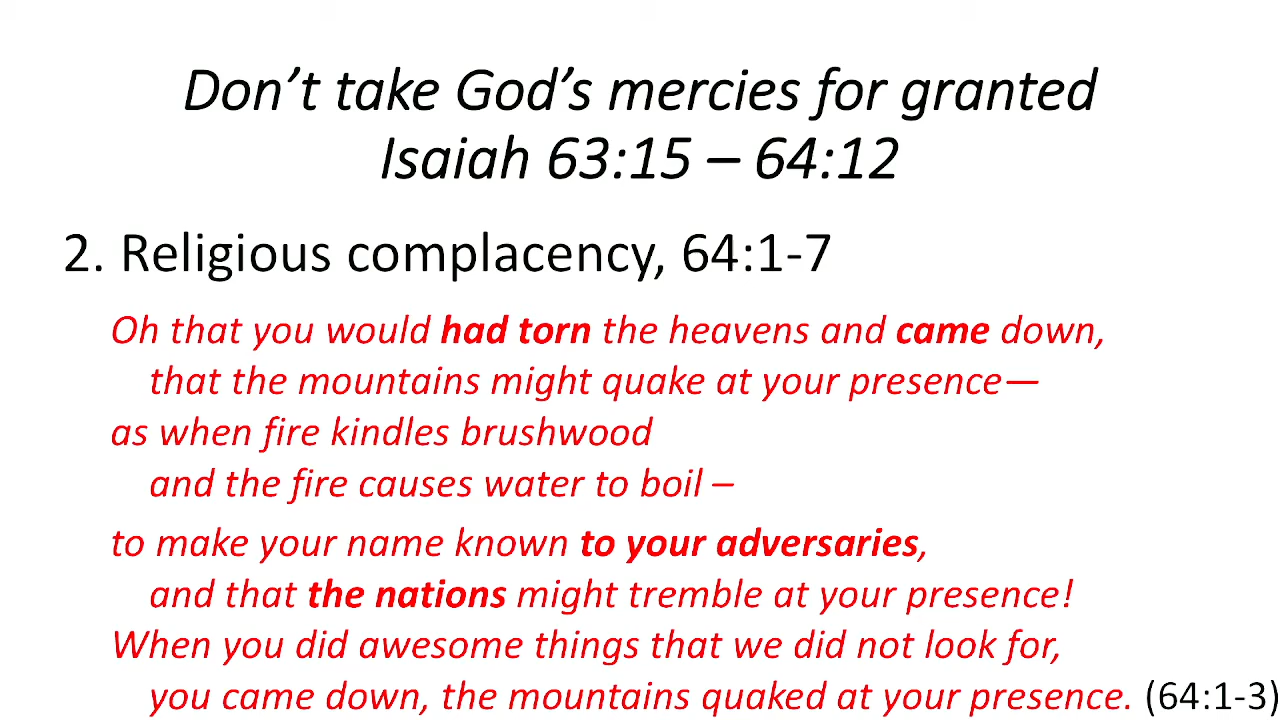 Don’t take God’s mercies for granted
Isaiah 63:15 – 64:12
2. Religious complacency, 64:1-7
Oh that you would had torn the heavens and came down,
that the mountains might quake at your presence—
as when fire kindles brushwood
and the fire causes water to boil –
to make your name known to your adversaries,
and that the nations might tremble at your presence!
When you did awesome things that we did not look for,
you came down, the mountains quaked at your presence. (64:1-3)